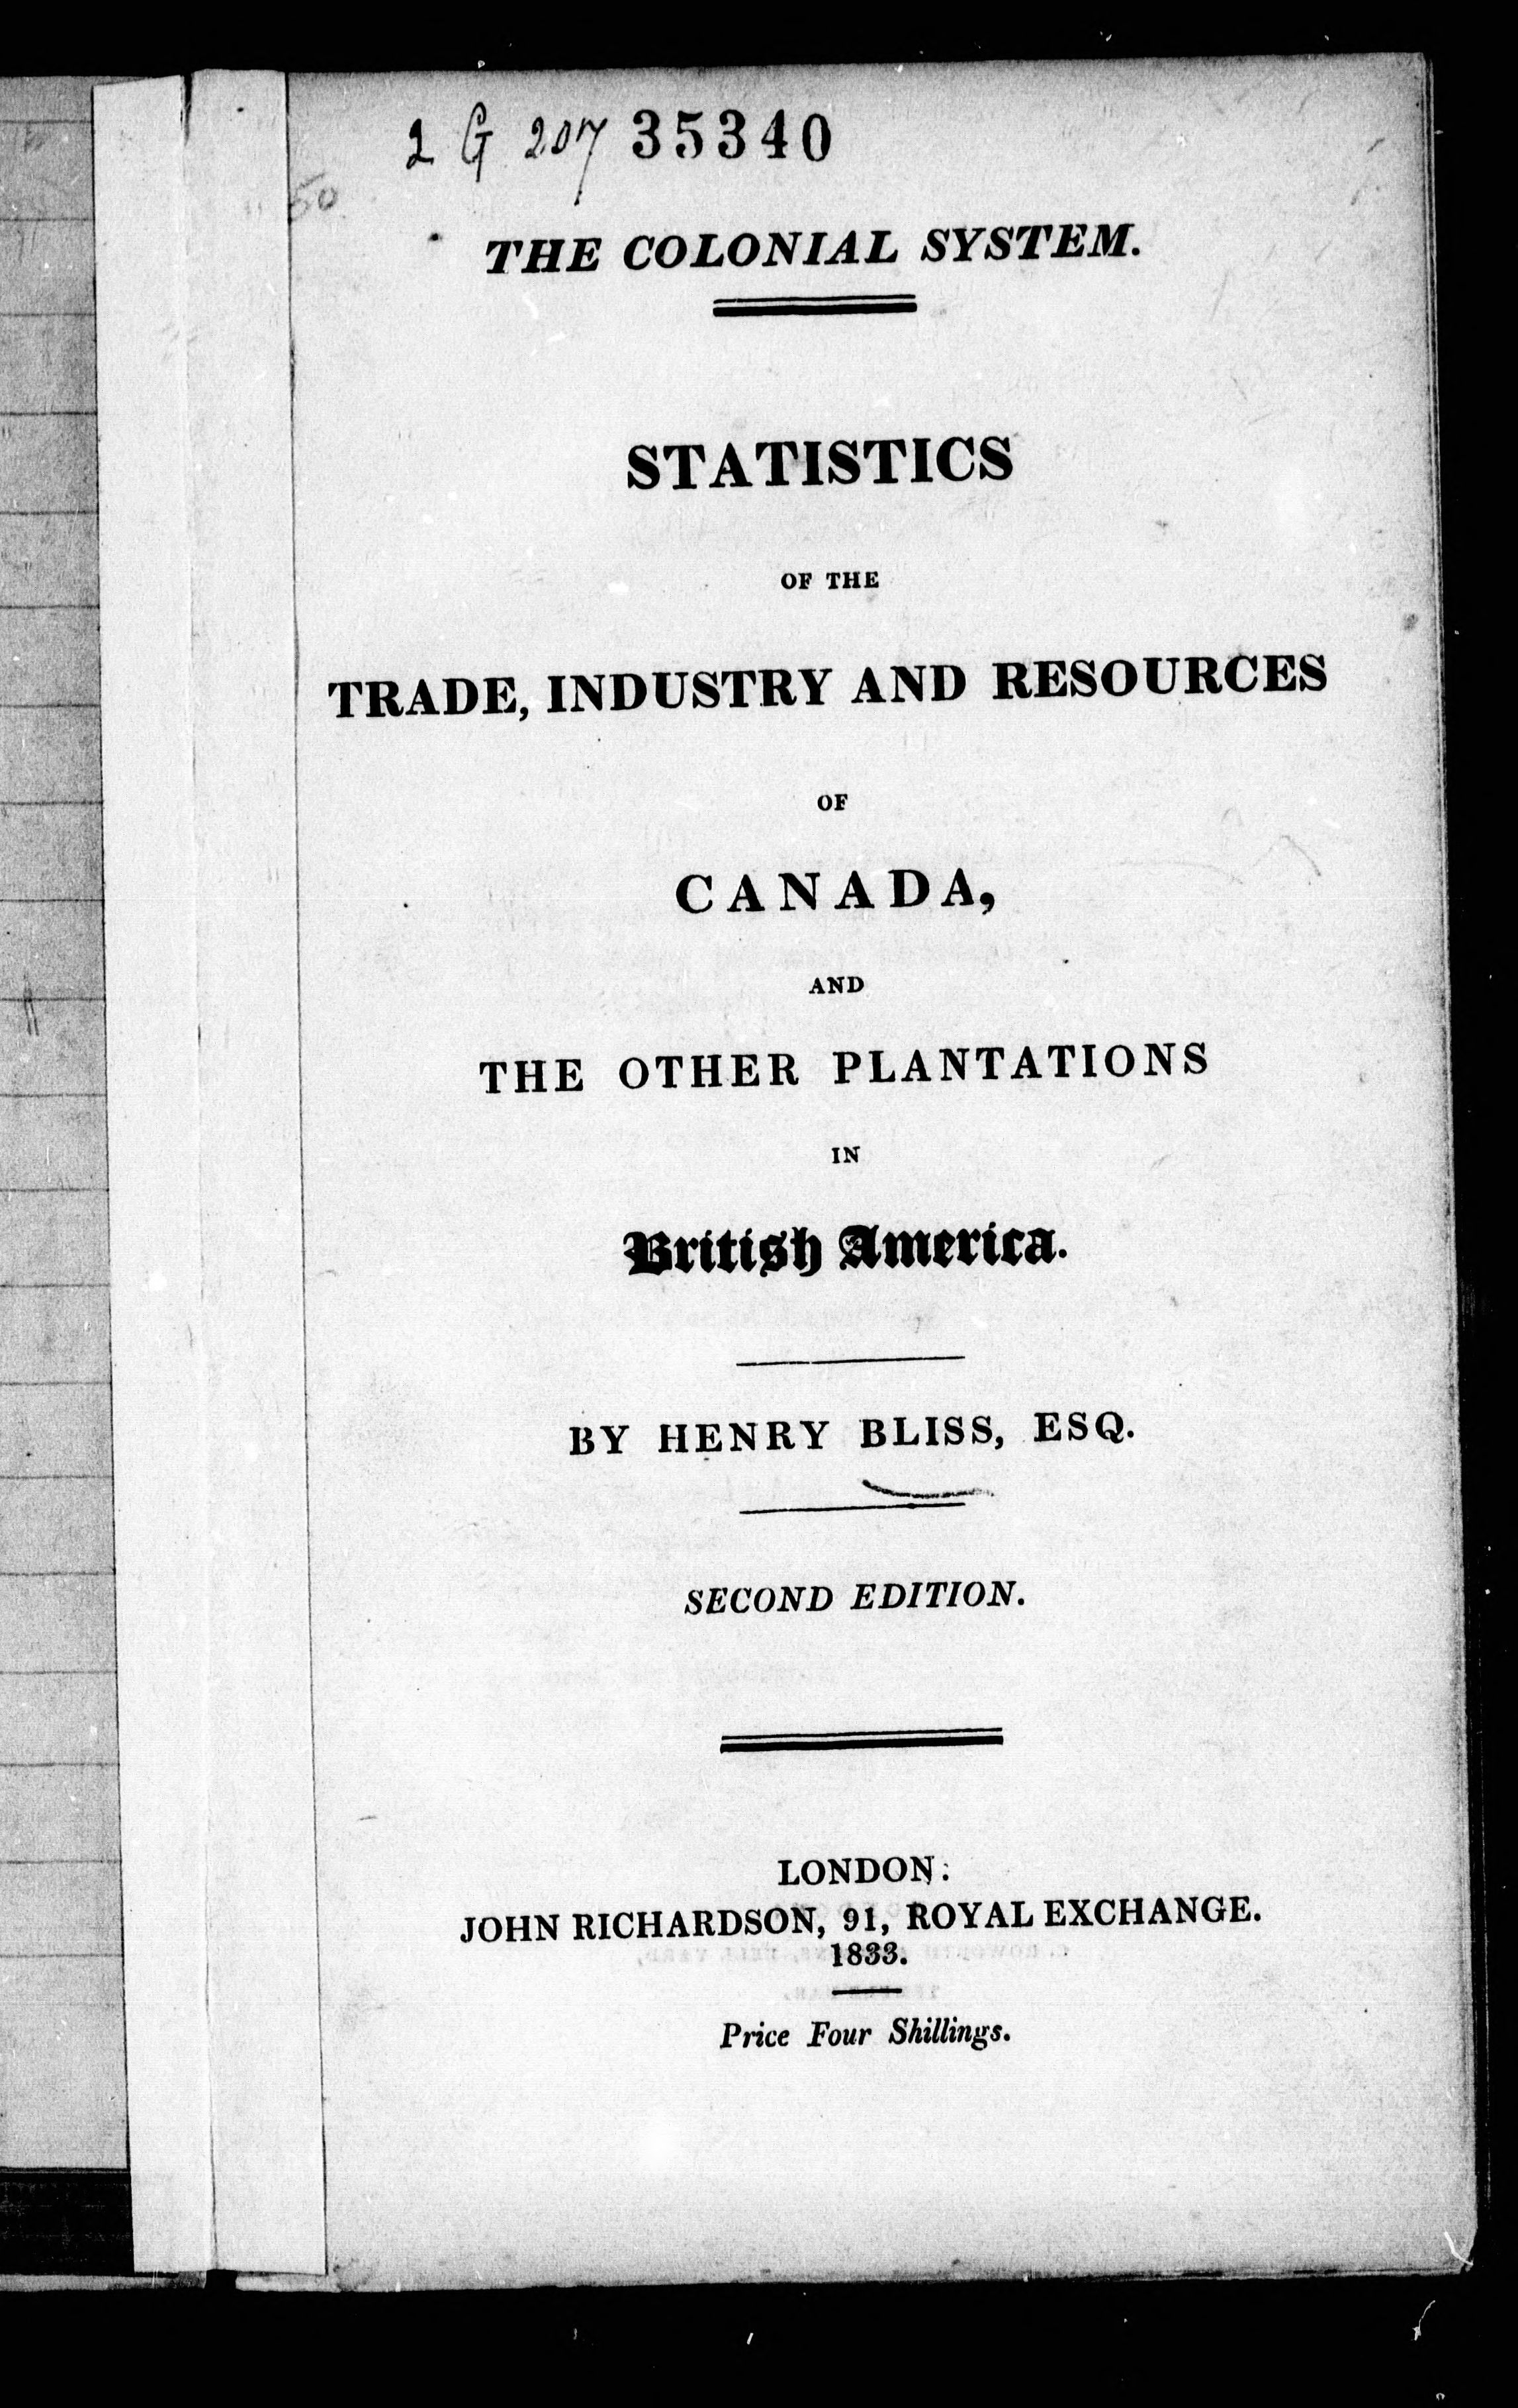 2 G 207 35340
50
THE COLONIAL SYSTEM.
STATISTICS
OF THE
TRADE, INDUSTRY AND RESOURCES
OF
CANADA,
AND
THE OTHER PLANTATIONS
IN
British America.
BY HENRY BLISS, ESQ.
SECOND EDITION.
LONDON:
JOHN RICHARDSON, 91, ROYAL EXCHANGE.
1833.
Price Four Shillings.